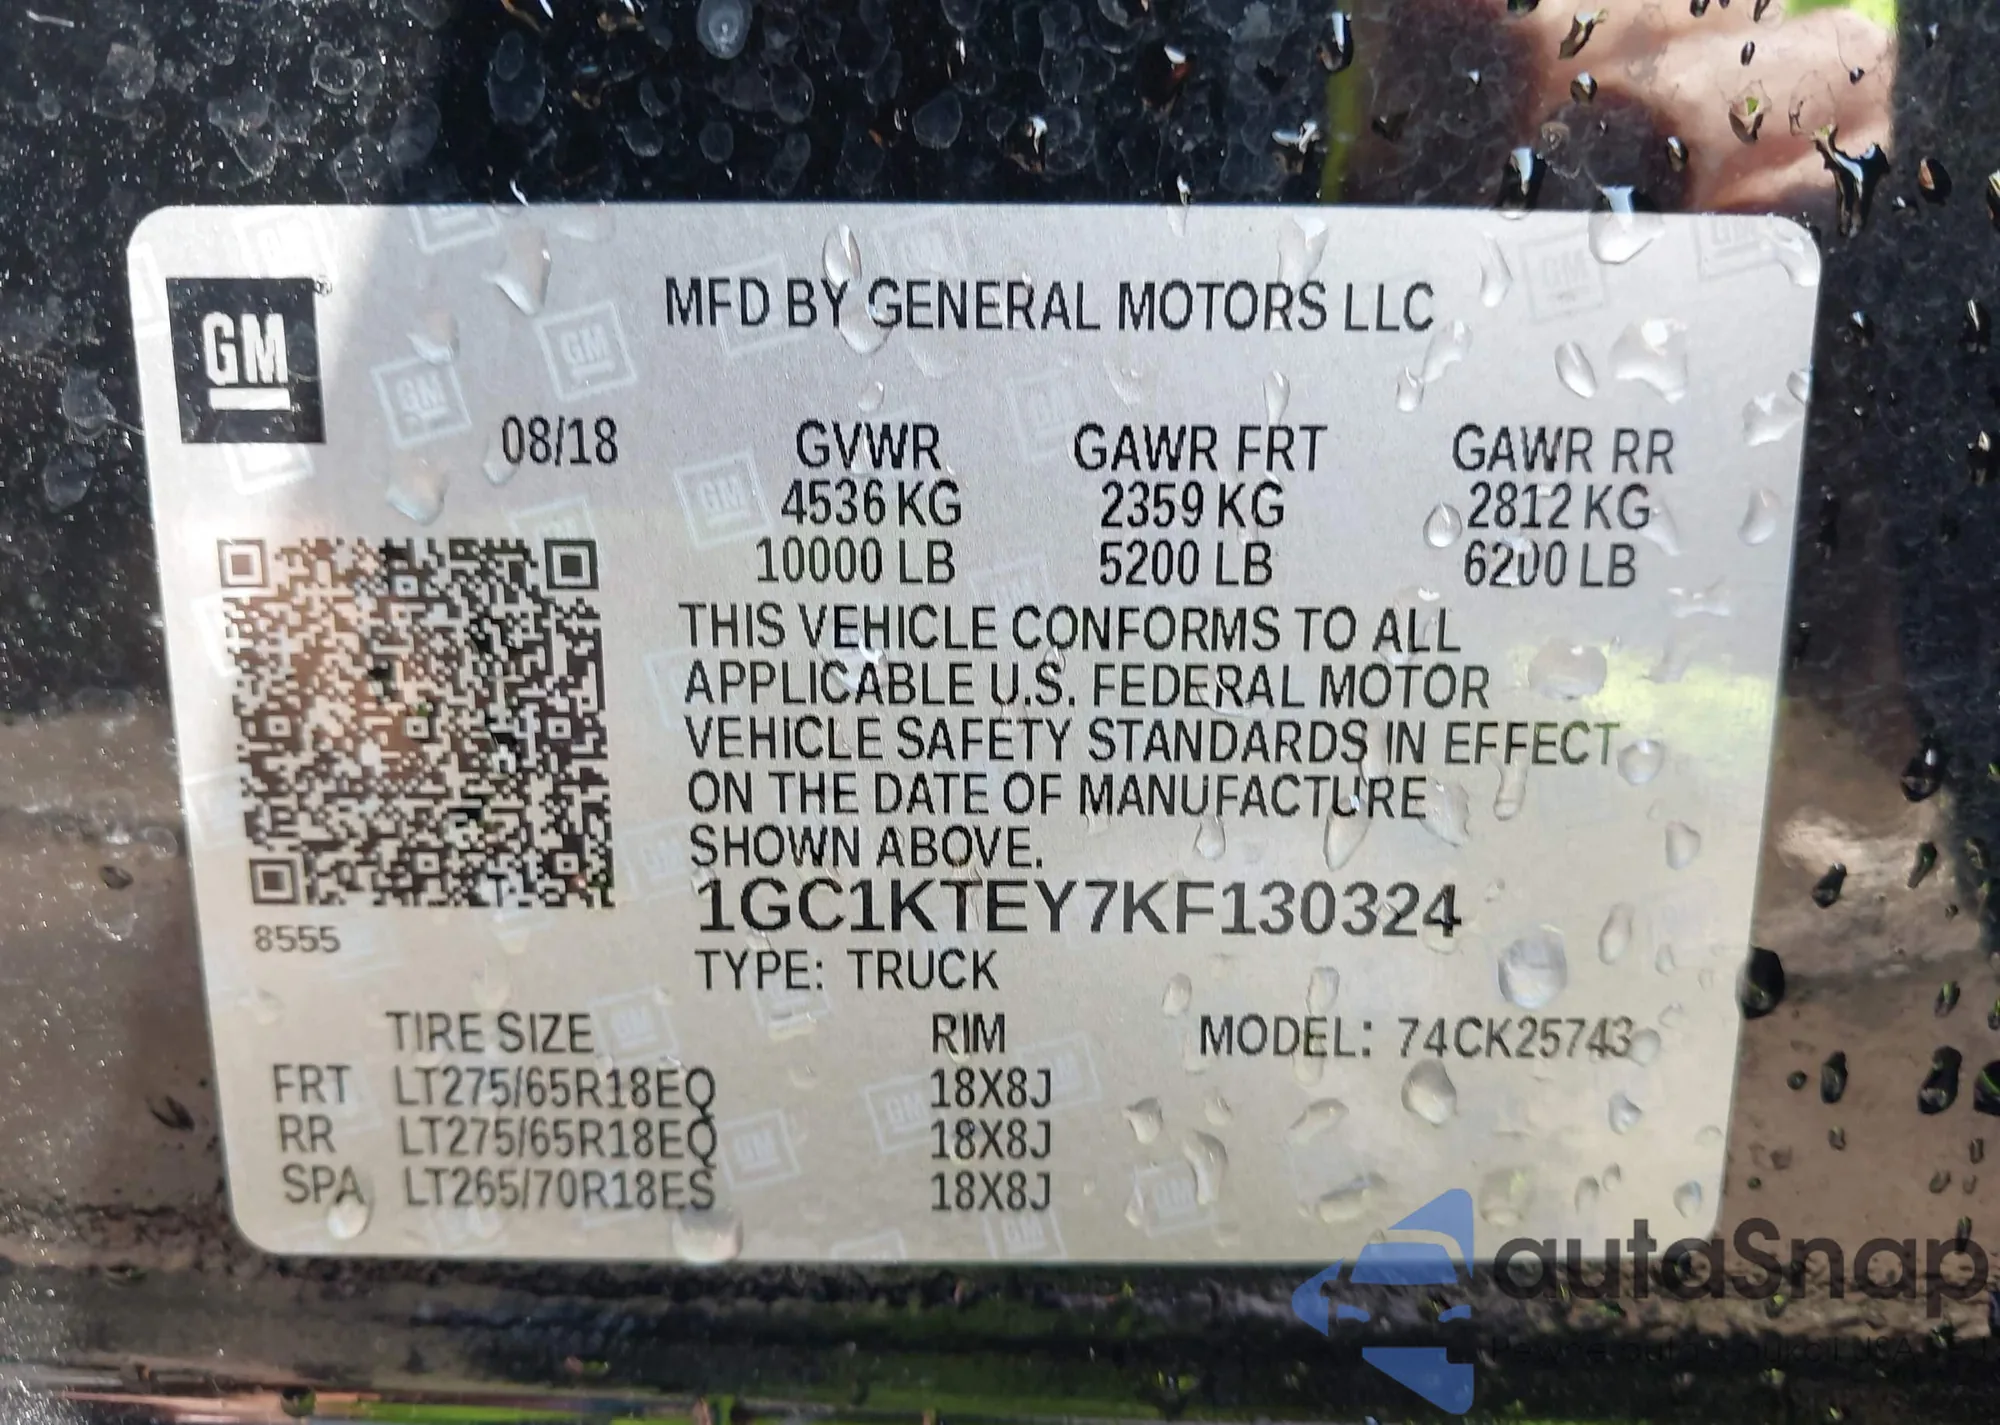 GM
MFD BY GENERAL MOTORS LLC
08/18 GVWR GAWR FRT GAWR RR
4536 KG 2359 KG 2812 KG
10000 LB 5200 LB 6200 LB
THIS VEHICLE CONFORMS TO ALL
APPLICABLE U.S. FEDERAL MOTOR
VEHICLE SAFETY STANDARDS IN EFFECT
ON THE DATE OF MANUFACTURE
SHOWN ABOVE.
1GC1KTEY7KF130324
8555
TYPE: TRUCK
TIRE SIZE RIM MODEL: 74CK25743
FRT LT275/65R18EQ 18X8J
RR LT275/65R18EQ 18X8J
SPA LT265/70R18ES 18X8J
autaSnap